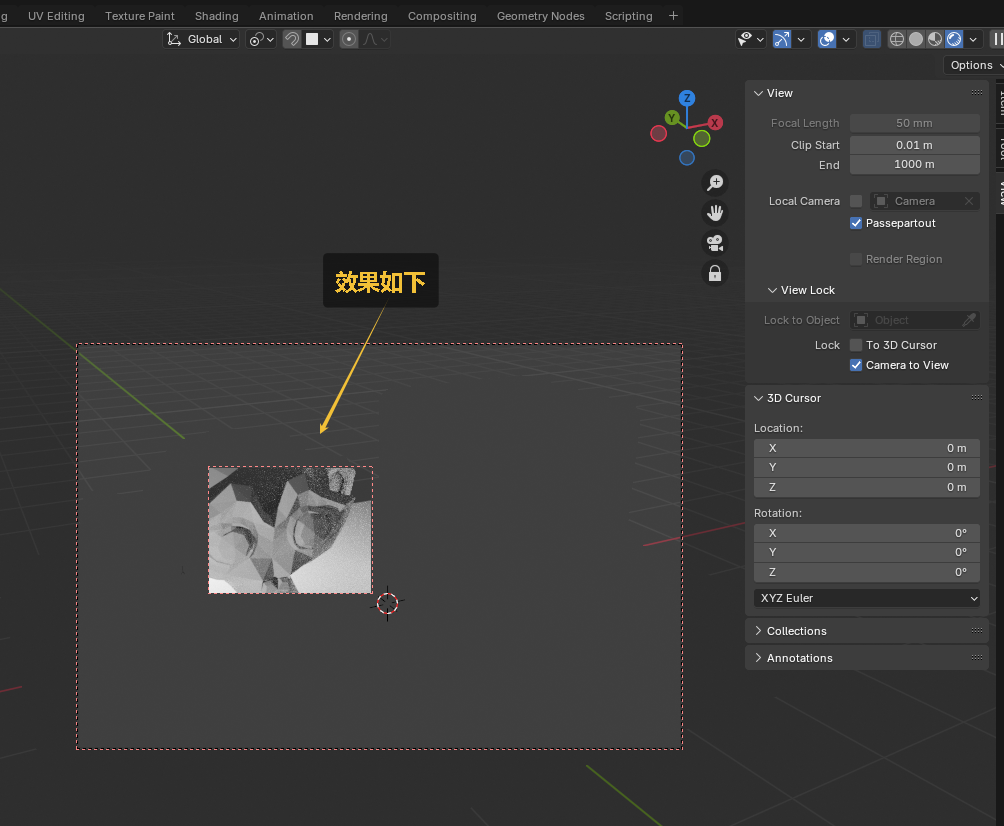 g UV Editing Texture Paint Shading Animation Rendering Compositing Geometry Nodes Scripting +
Global
Options
View
Z
Y
X
Focal Length 50 mm
Clip Start 0.01 m
End 1000 m
Local Camera Camera
Passepartout
Render Region
效果如下
View Lock
Lock to Object Object
Lock To 3D Cursor
Camera to View
3D Cursor
Location:
X 0 m
Y 0 m
Z 0 m
Rotation:
X 0°
Y 0°
Z 0°
XYZ Euler
Collections
Annotations